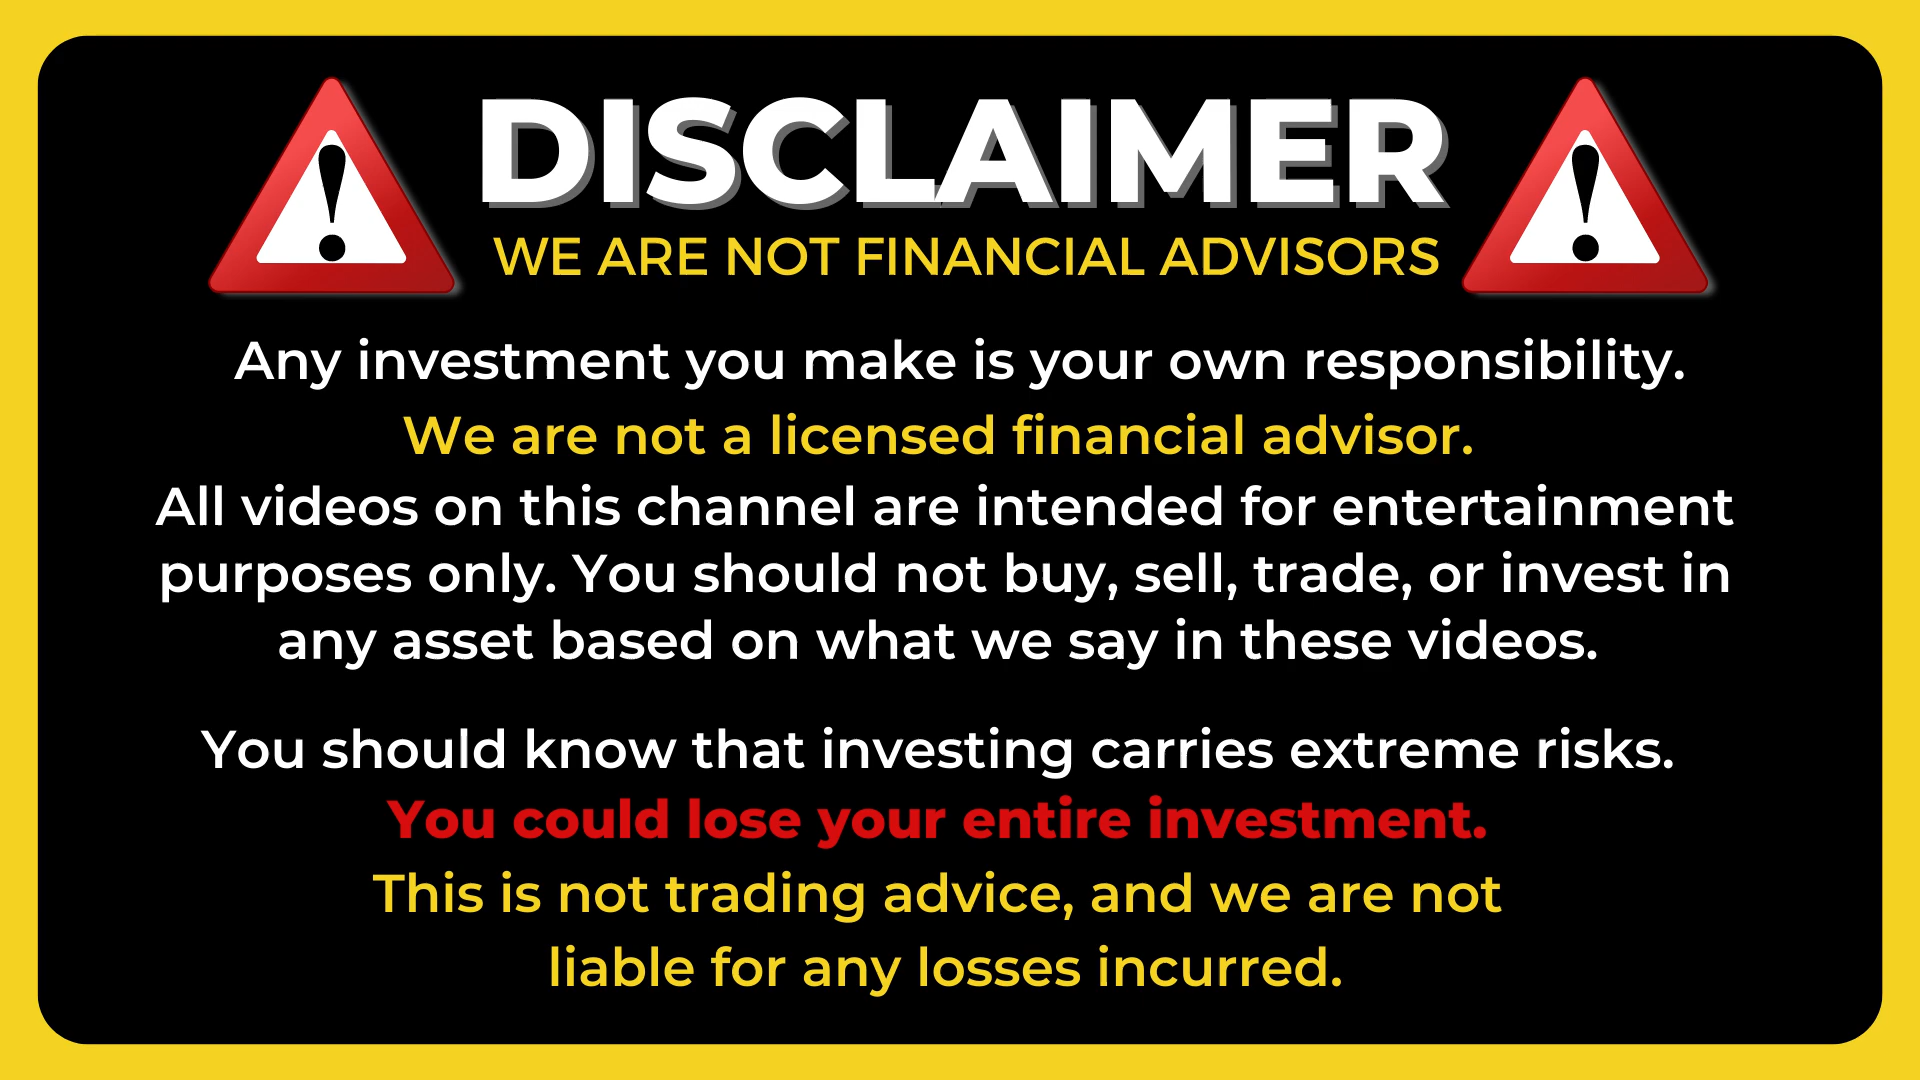 DISCLAIMER
WE ARE NOT FINANCIAL ADVISORS
Any investment you make is your own responsibility.
We are not a licensed financial advisor.
All videos on this channel are intended for entertainment
purposes only. You should not buy, sell, trade, or invest in
any asset based on what we say in these videos.
You should know that investing carries extreme risks.
You could lose your entire investment.
This is not trading advice, and we are not
liable for any losses incurred.